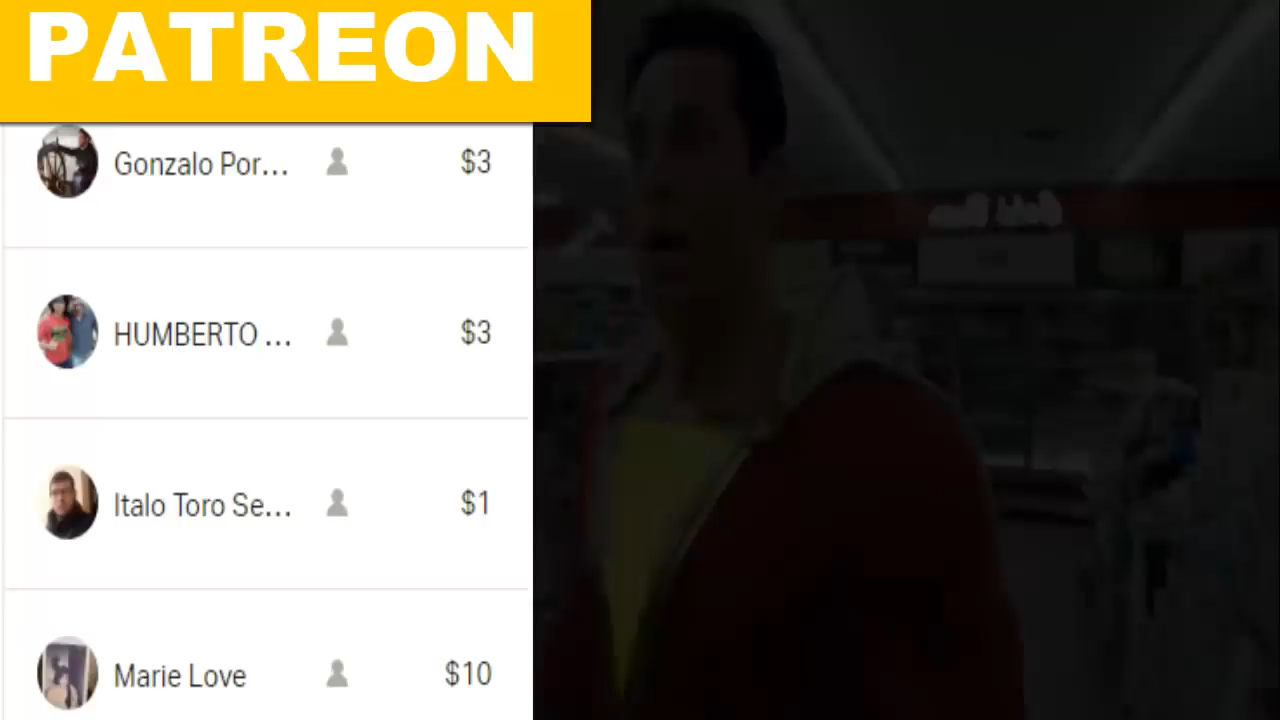 PATREON
Gonzalo Por... $3
HUMBERTO ... $3
Italo Toro Se... $1
Marie Love $10